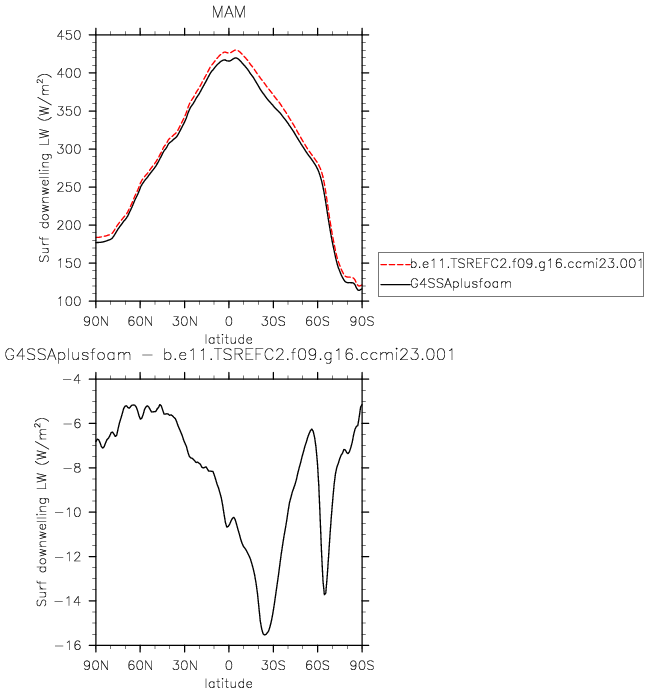 MAM
450
400
350
300
250
200
150
100
Surf downwelling LW (W/m²)
90N 60N 30N 0 30S 60S 90S
latitude
b.e11.TSREFC2.f09.g16.ccmi23.001
G4SSAplusfoam
G4SSAplusfoam – b.e11.TSREFC2.f09.g16.ccmi23.001
−4
−6
−8
−10
−12
−14
−16
Surf downwelling LW (W/m²)
90N 60N 30N 0 30S 60S 90S
latitude